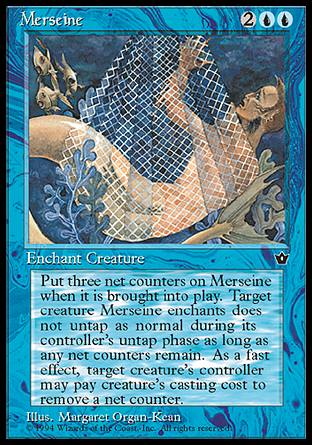 Merseine 2
Enchant Creature
Put three net counters on Merseine
when it is brought into play. Target
creature Merseine enchants does
not untap as normal during its
controller's untap phase as long as
any net counters remain. As a fast
effect, target creature's controller
may pay creature's casting cost to
remove a net counter.
Illus. Margaret Organ-Kean
© 1994 Wizards of the Coast, Inc. All rights reserved.